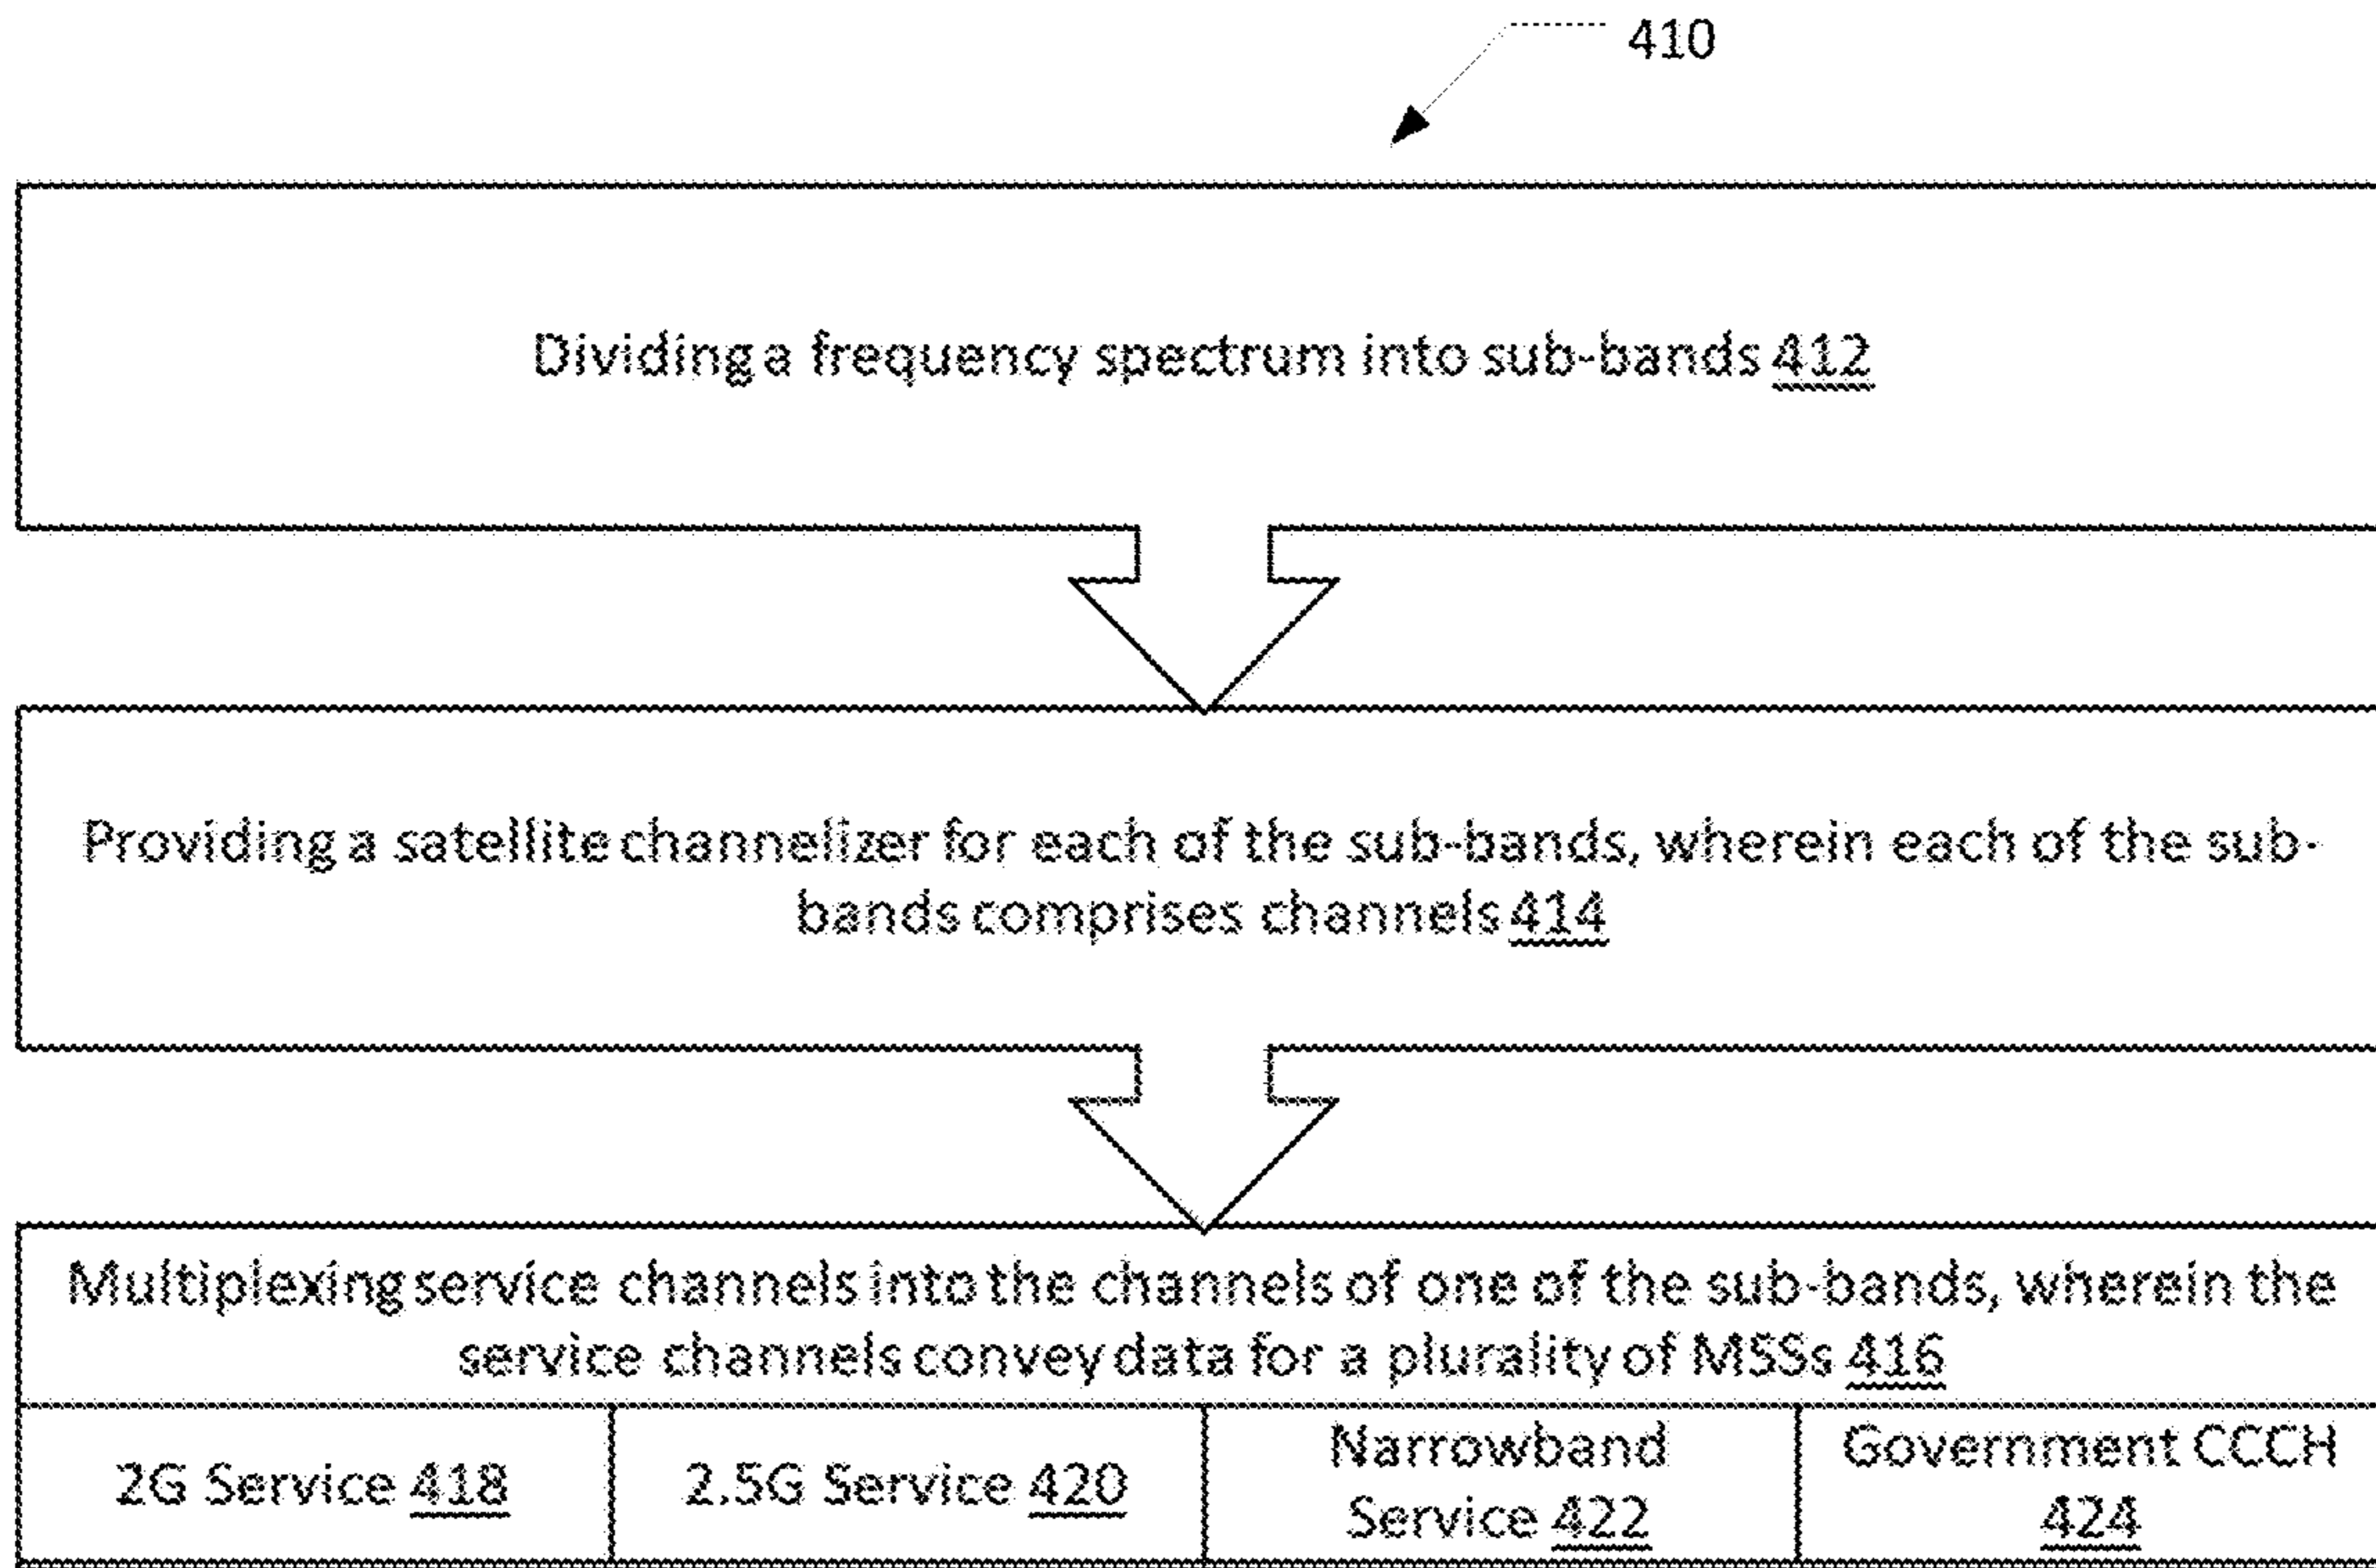 410
Dividing a frequency spectrum into sub-bands 412
Providing a satellite channelizer for each of the sub-bands, wherein each of the sub-
bands comprises channels 414
Multiplexing service channels into the channels of one of the sub-bands, wherein the
service channels convey data for a plurality of MSSs 416
2G Service 418
2.5G Service 420
Narrowband
Service 422
Government CCCH
424